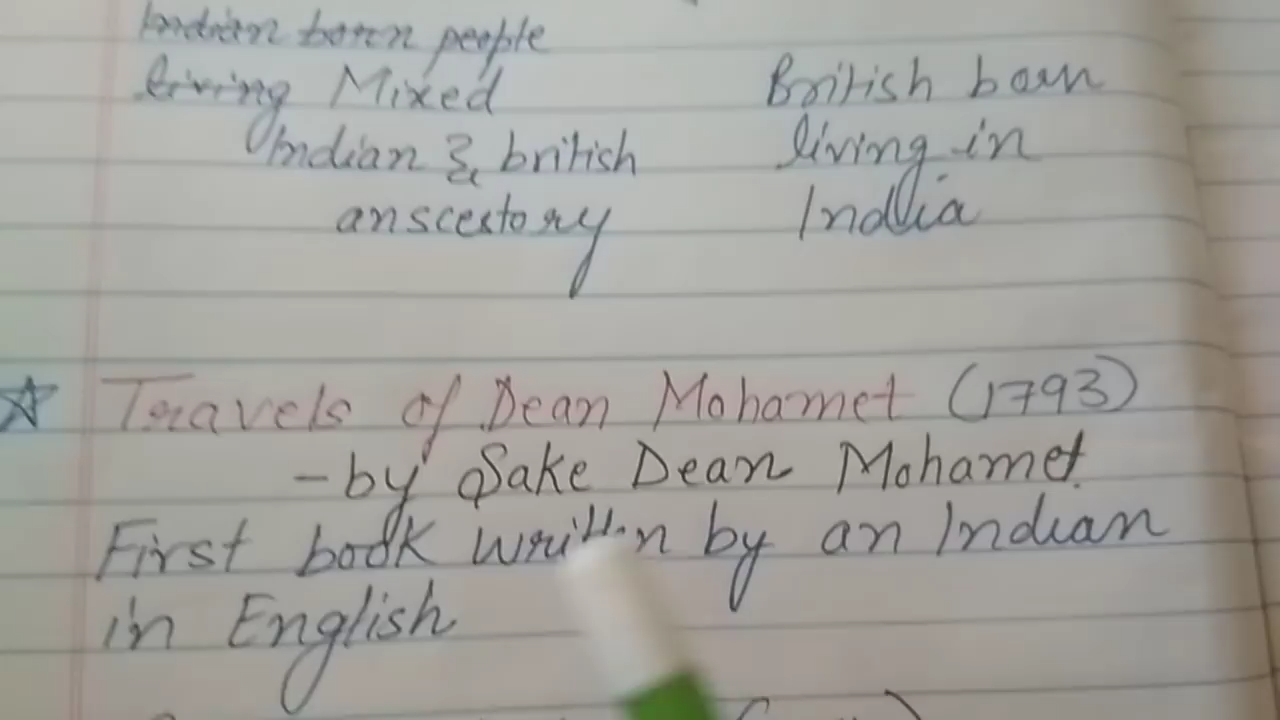 Indian born people
living Mixed
Indian & british
anscestory
British born
living in
India
☆ Travels of Dean Mohamet (1793)
- by Sake Dean Mohamet.
First book written by an Indian
in English